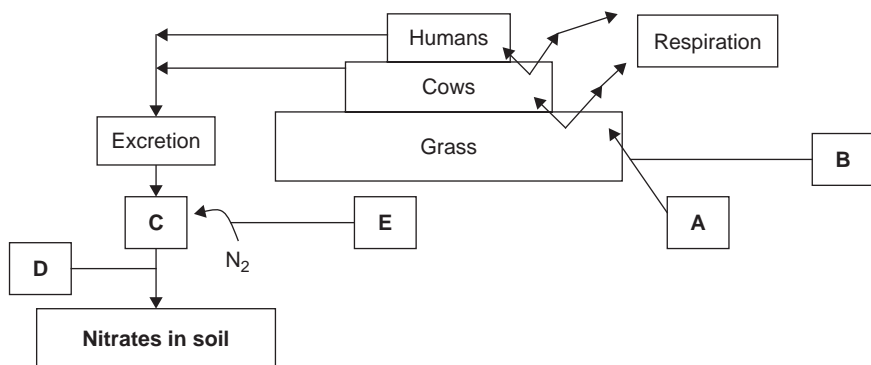 Humans
Respiration
Cows
Excretion
Grass
B
C
E
A
N2
D
Nitrates in soil